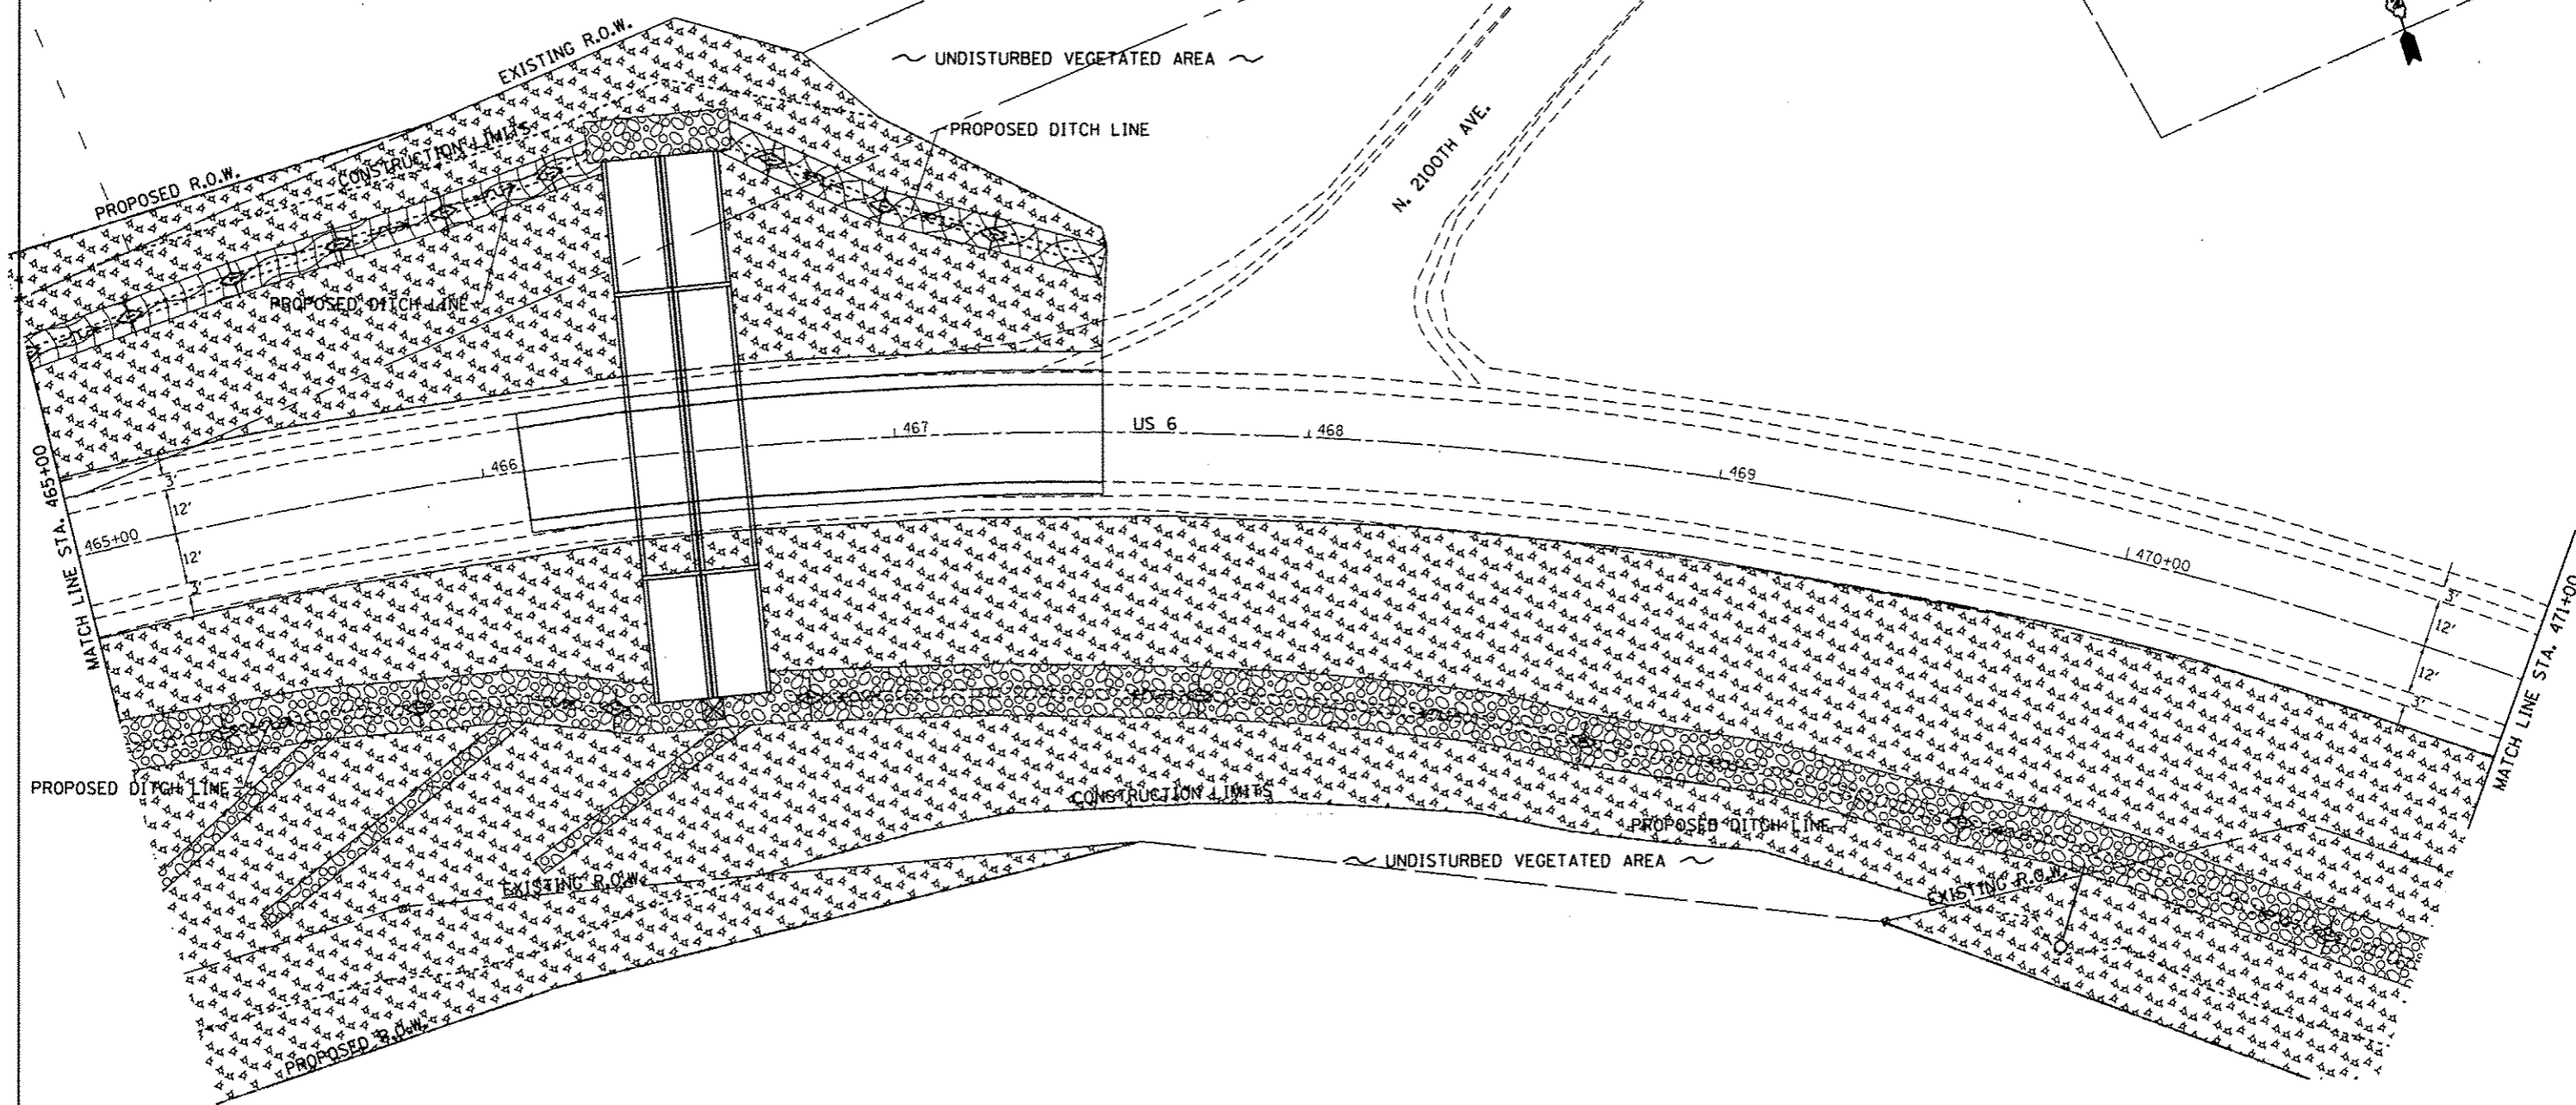 EXISTING R.O.W.
~ UNDISTURBED VEGETATED AREA ~
PROPOSED DITCH LINE
N. 2100TH AVE.
CONSTRUCTION LIMITS
PROPOSED R.O.W.
PROPOSED DITCH LINE
MATCH LINE STA. 465+00
465+00
466
467
US 6
468
469
470+00
3'
12'
12'
3'
3'
12'
12'
3'
MATCH LINE STA. 471+00
PROPOSED DITCH LINE
CONSTRUCTION LIMITS
PROPOSED DITCH LINE
~ UNDISTURBED VEGETATED AREA ~
EXISTING R.O.W.
EXISTING R.O.W.
PROPOSED R.O.W.